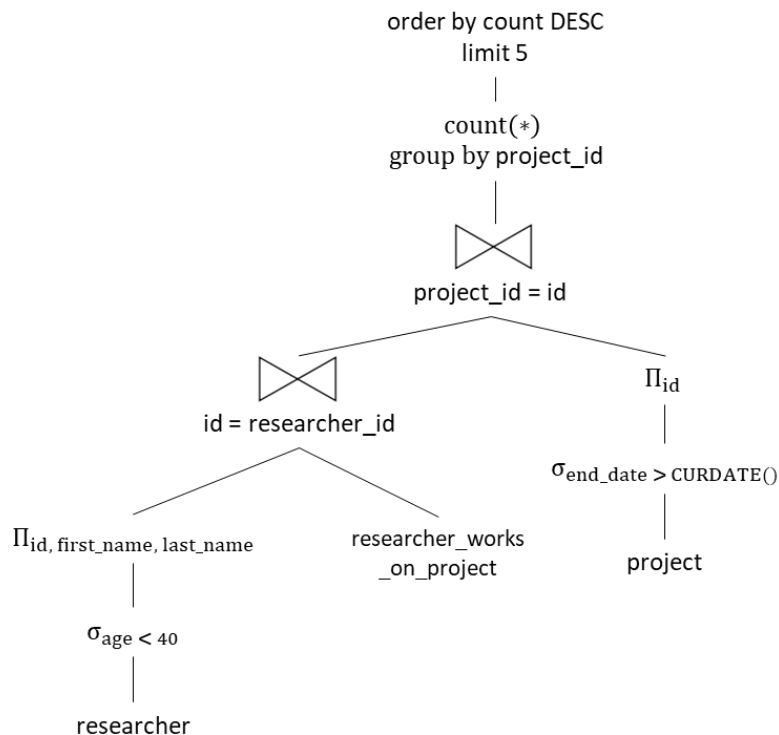 order by count DESC
limit 5
count(*)
group by project_id
project_id = id
id = researcher_id
Π id
σ end_date > CURDATE()
Π id, first_name, last_name
researcher_works
_on_project
project
σ age < 40
researcher